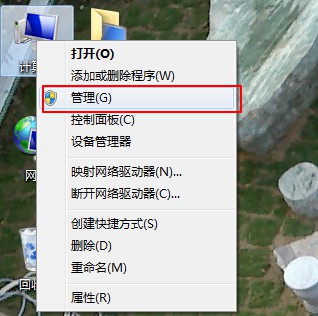 计算
打开(O)
添加或删除程序(W)
管理(G)
控制面板(C)
设备管理器
网
映射网络驱动器(N)...
断开网络驱动器(C)...
创建快捷方式(S)
删除(D)
重命名(M)
回收
属性(R)